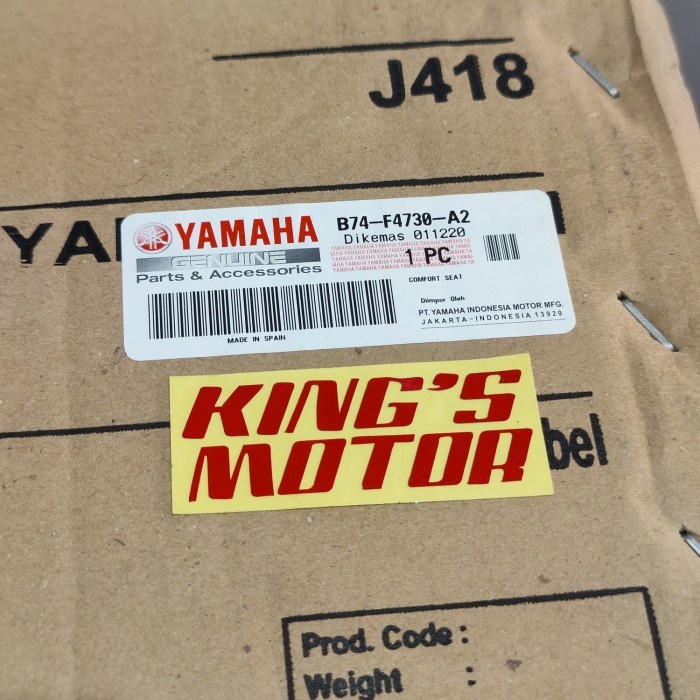 J418
YA
YAMAHA
GENUINE
Parts & Accessories
MADE IN SPAIN
B74-F4730-A2
Dikemas 011220
1 PC
COMFORT SEAT
Diimpor Oleh
PT. YAMAHA INDONESIA MOTOR MFG.
JAKARTA-INDONESIA 13920
KING'S
MOTOR
bel
Prod. Code :
Weight :